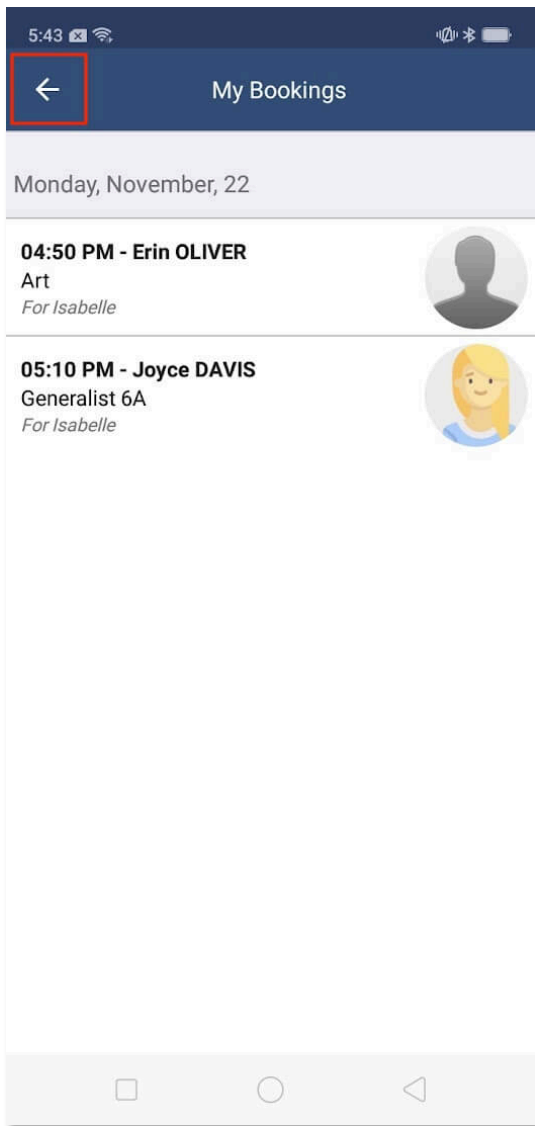 5:43
My Bookings
Monday, November, 22
04:50 PM - Erin OLIVER
Art
For Isabelle
05:10 PM - Joyce DAVIS
Generalist 6A
For Isabelle